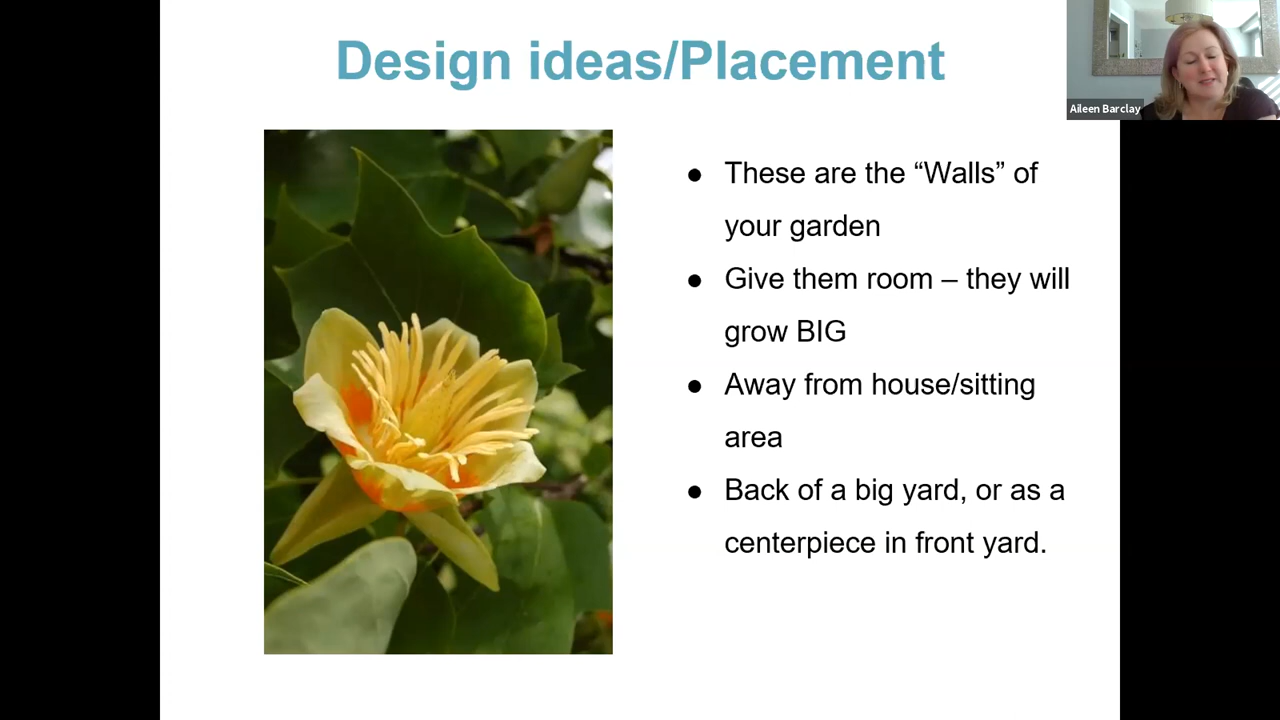 Design ideas/Placement
Aileen Barclay
● These are the “Walls” of
your garden
● Give them room – they will
grow BIG
● Away from house/sitting
area
● Back of a big yard, or as a
centerpiece in front yard.